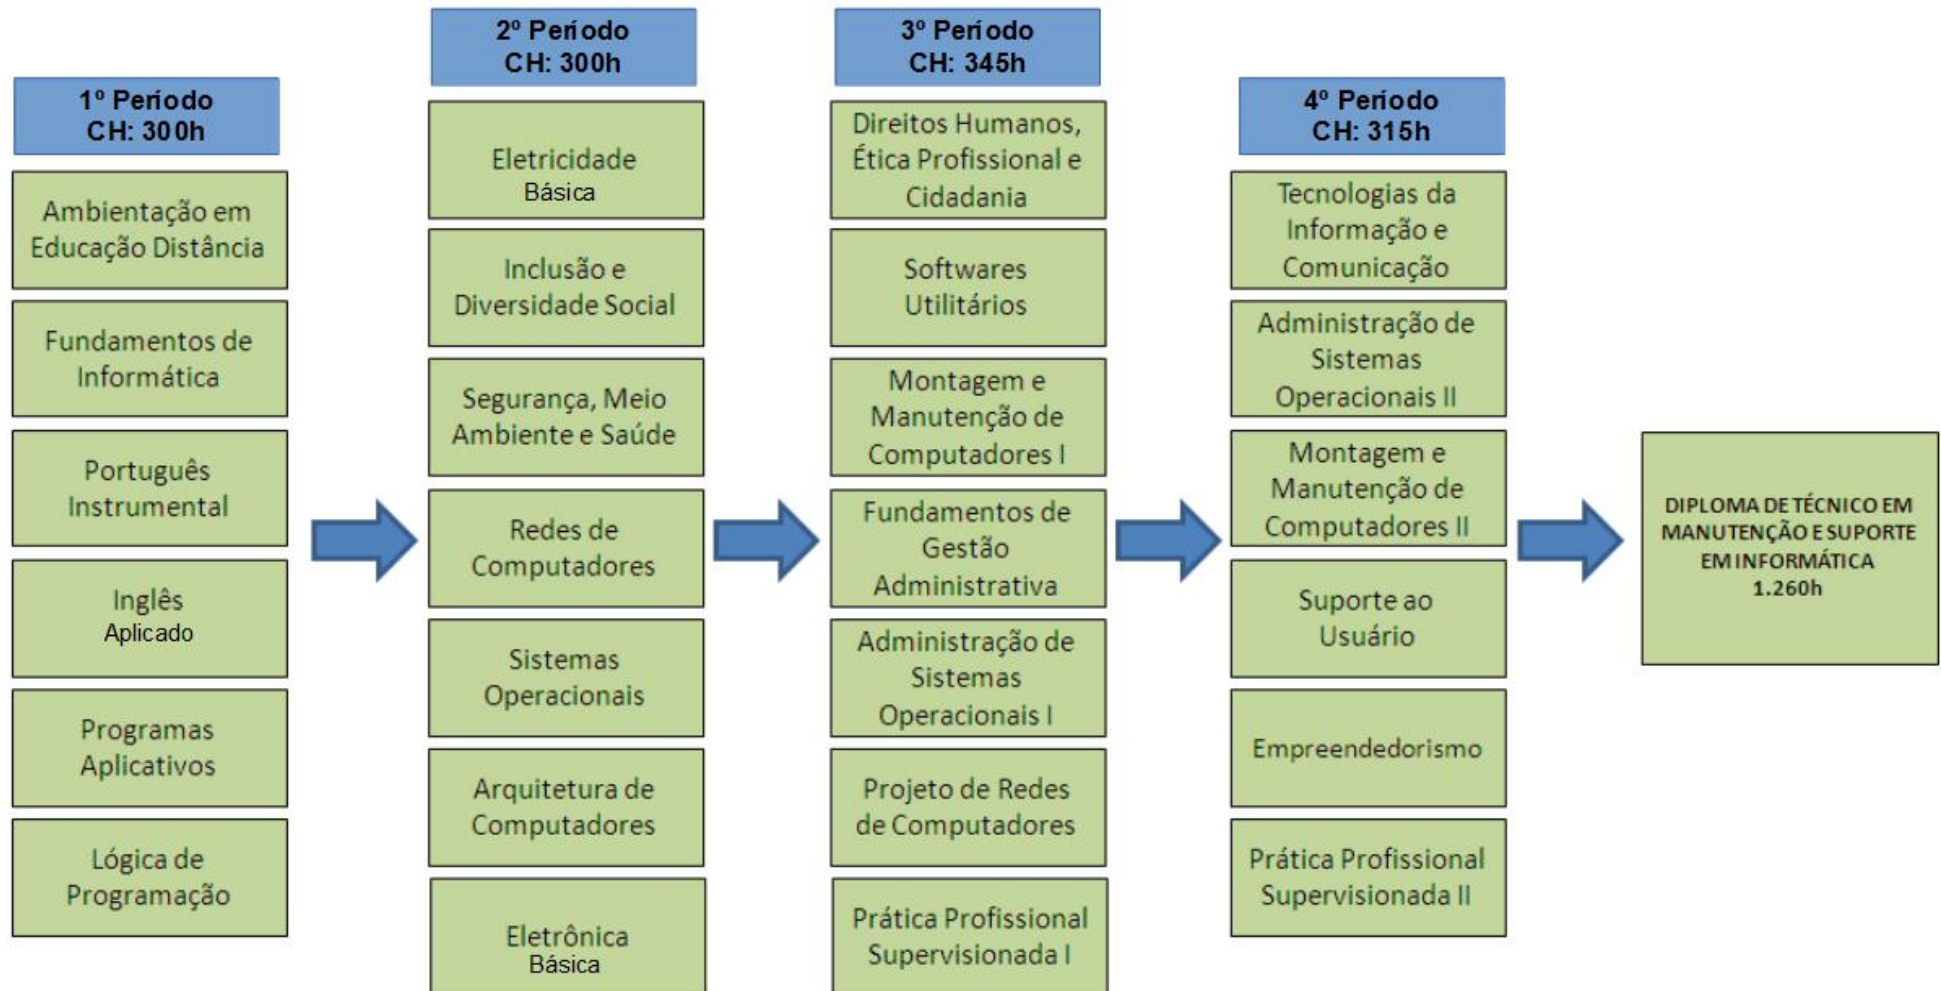 1º Período
CH: 300h
Ambientação em
Educação Distância
Fundamentos de
Informática
Português
Instrumental
Inglês
Aplicado
Programas
Aplicativos
Lógica de
Programação
2º Período
CH: 300h
Eletricidade
Básica
Inclusão e
Diversidade Social
Segurança, Meio
Ambiente e Saúde
Redes de
Computadores
Sistemas
Operacionais
Arquitetura de
Computadores
Eletrônica
Básica
3º Período
CH: 345h
Direitos Humanos,
Ética Profissional e
Cidadania
Softwares
Utilitários
Montagem e
Manutenção de
Computadores I
Fundamentos de
Gestão
Administrativa
Administração de
Sistemas
Operacionais I
Projeto de Redes
de Computadores
Prática Profissional
Supervisionada I
4º Período
CH: 315h
Tecnologias da
Informação e
Comunicação
Administração de
Sistemas
Operacionais II
Montagem e
Manutenção de
Computadores II
Suporte ao
Usuário
Empreendedorismo
Prática Profissional
Supervisionada II
DIPLOMA DE TÉCNICO EM
MANUTENÇÃO E SUPORTE
EM INFORMÁTICA
1.260h